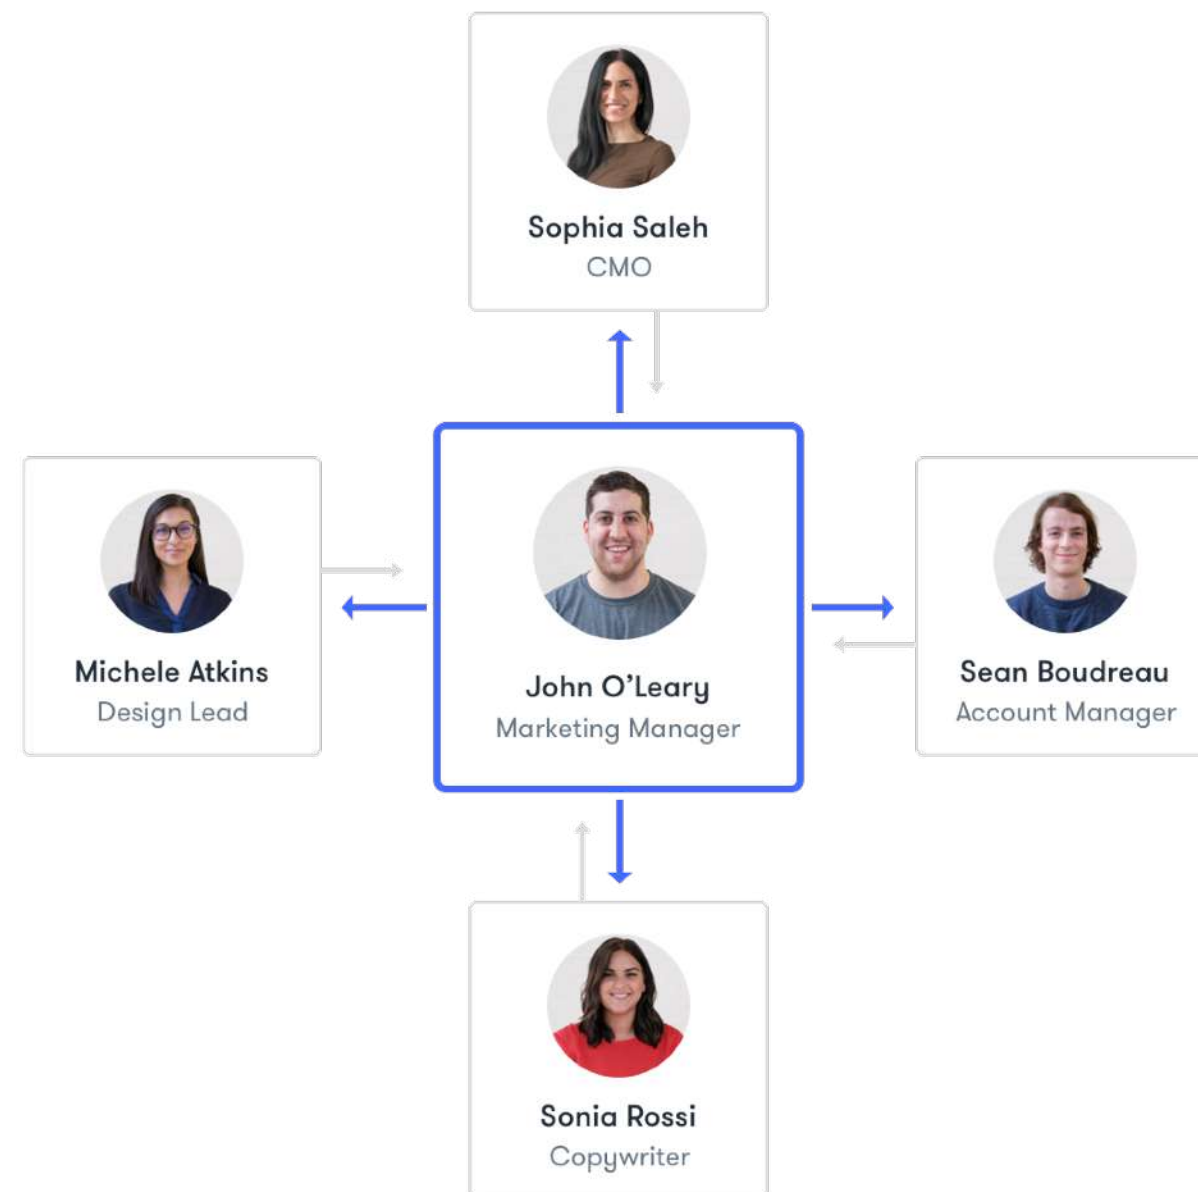 Sophia Saleh
CMO
Michele Atkins
Design Lead
John O’Leary
Marketing Manager
Sean Boudreau
Account Manager
Sonia Rossi
Copywriter